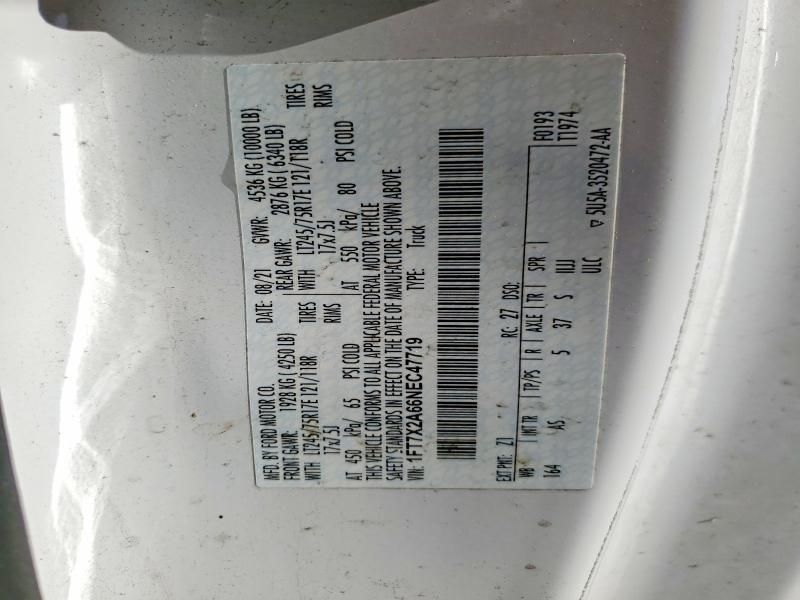 MFD. BY FORD MOTOR CO.
DATE: 08/21 GVWR: 4536 KG (10000 LB)
FRONT GAWR: 1928 KG (4250 LB) REAR GAWR: 2876 KG (6340 LB)
WITH LT245/75R17E 121/118R TIRES WITH LT245/75R17E 121/118R TIRES
17x7.5J RIMS 17x7.5J RIMS
AT 450 kPa/ 65 PSI COLD AT 550 kPa/ 80 PSI COLD
THIS VEHICLE CONFORMS TO ALL APPLICABLE FEDERAL MOTOR VEHICLE
SAFETY STANDARDS IN EFFECT ON THE DATE OF MANUFACTURE SHOWN ABOVE.
VIN: 1FT7X2A66NEC47719 TYPE: Truck
F0193
T1974
EXT PNT: Z1 RC: 27 DSO:
WB INT TR TP/PS R AXLE TR SPR
164 AS 5 37 S IIJJ
ULC
▽ 5U5A-3520472-AA